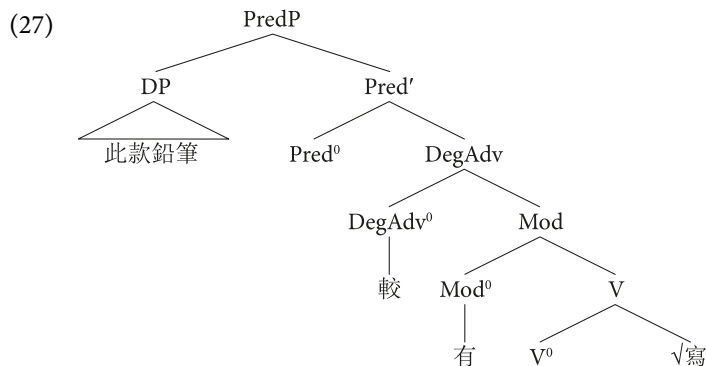 (27) PredP
DP Pred′
此款鉛筆 Pred⁰ DegAdv
DegAdv⁰ Mod
較 Mod⁰ V
有 V⁰ √寫